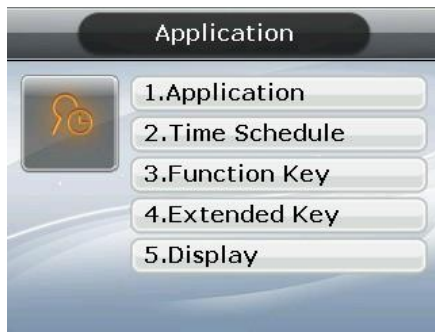 Application
1.Application
2.Time Schedule
3.Function Key
4.Extended Key
5.Display